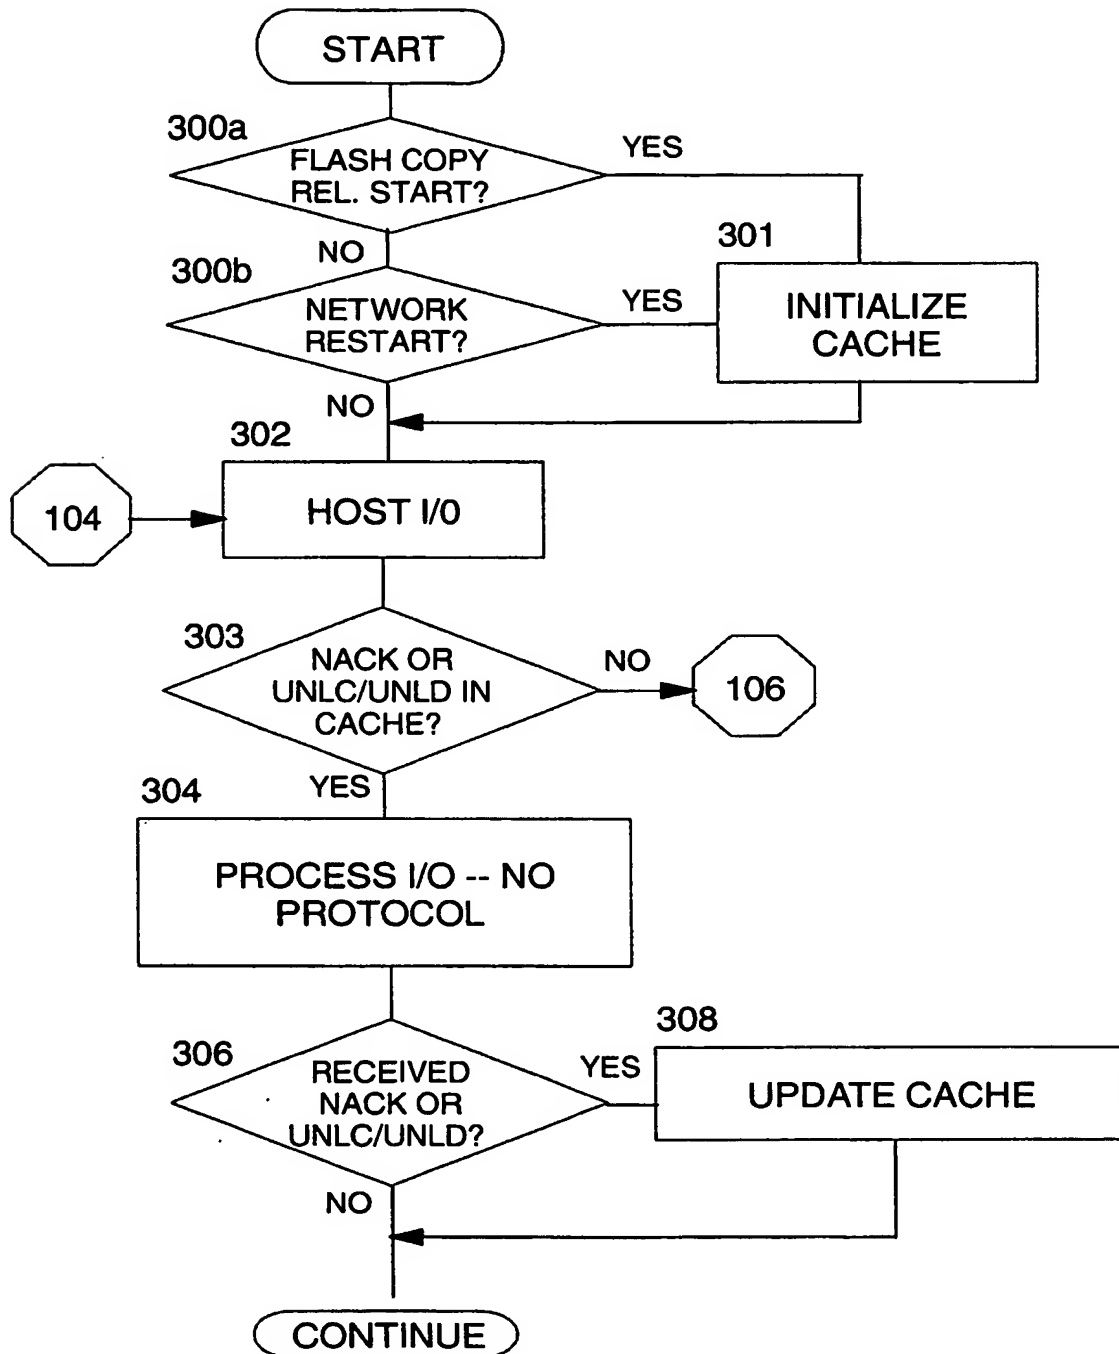 START
300a
FLASH COPY
REL. START?
YES
NO
300b
NETWORK
RESTART?
YES
301
INITIALIZE
CACHE
NO
302
104
HOST I/0
303
NACK OR
UNLC/UNLD IN
CACHE?
NO
106
YES
304
PROCESS I/O -- NO
PROTOCOL
306
RECEIVED
NACK OR
UNLC/UNLD?
YES
308
UPDATE CACHE
NO
CONTINUE